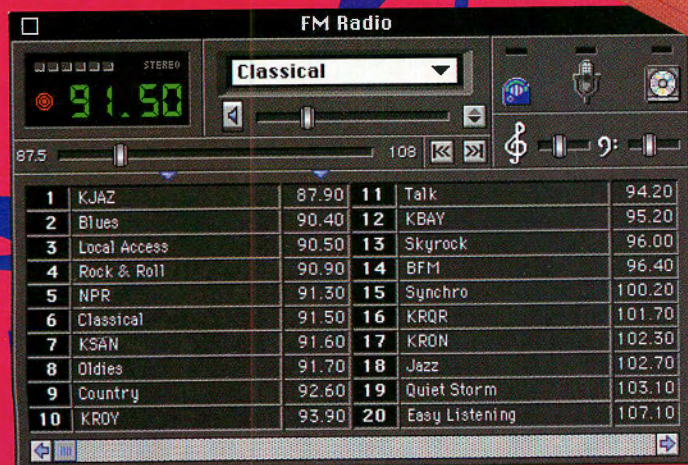 FM Radio
STEREO
91.50
Classical
87.5
108
1 KJAZ 87.90
2 Blues 90.40
3 Local Access 90.50
4 Rock & Roll 90.90
5 NPR 91.30
6 Classical 91.50
7 KSAN 91.60
8 Oldies 91.70
9 Country 92.60
10 KROY 93.90
11 Talk 94.20
12 KBAY 95.20
13 Skyrock 96.00
14 BFM 96.40
15 Synchro 100.20
16 KRQR 101.70
17 KRON 102.30
18 Jazz 102.70
19 Quiet Storm 103.10
20 Easy Listening 107.10